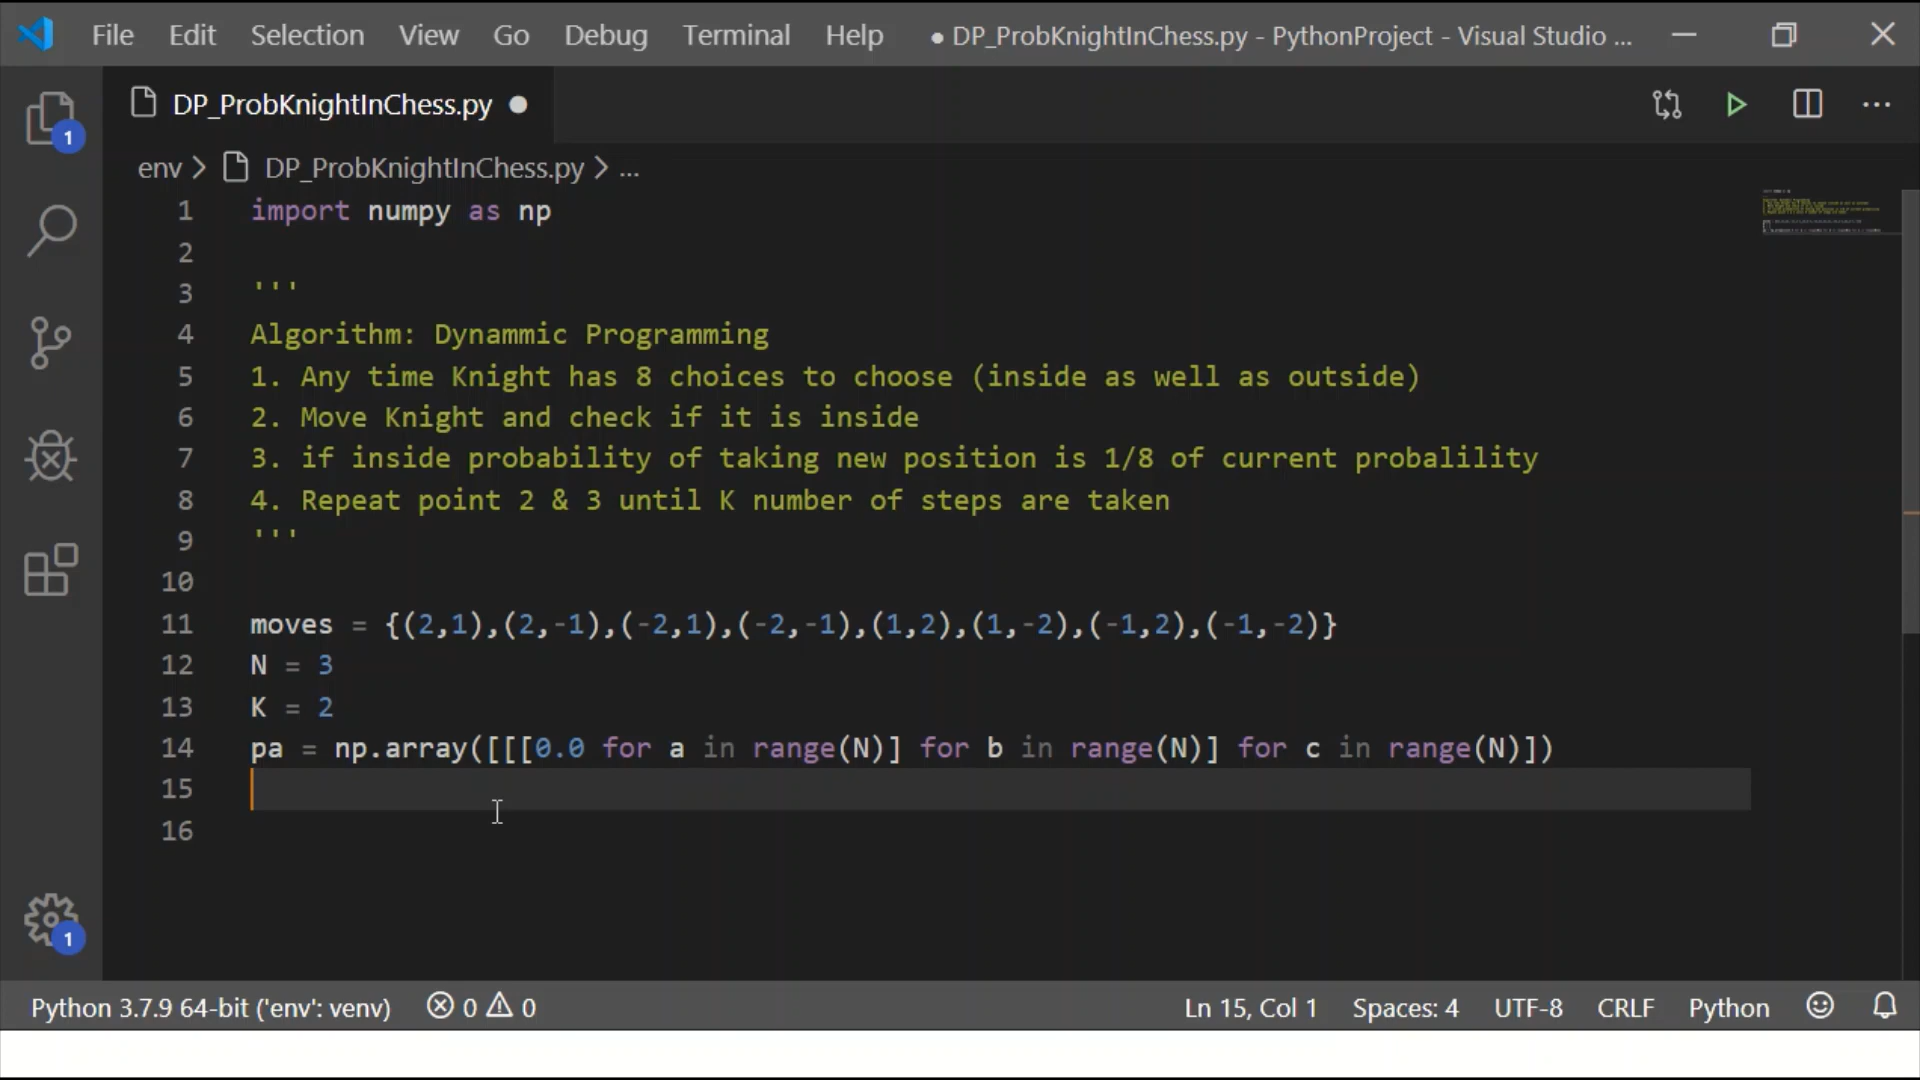 File Edit Selection View Go Debug Terminal Help ● DP_ProbKnightInChess.py - PythonProject - Visual Studio ...
DP_ProbKnightInChess.py ●
env > DP_ProbKnightInChess.py > ...
1 import numpy as np
2
3 '''
4 Algorithm: Dynammic Programming
5 1. Any time Knight has 8 choices to choose (inside as well as outside)
6 2. Move Knight and check if it is inside
7 3. if inside probability of taking new position is 1/8 of current probalility
8 4. Repeat point 2 & 3 until K number of steps are taken
9 '''
10
11 moves = {(2,1),(2,-1),(-2,1),(-2,-1),(1,2),(1,-2),(-1,2),(-1,-2)}
12 N = 3
13 K = 2
14 pa = np.array([[[0.0 for a in range(N)] for b in range(N)] for c in range(N)])
15
16
1
1
Python 3.7.9 64-bit ('env': venv) 0 0 Ln 15, Col 1 Spaces: 4 UTF-8 CRLF Python